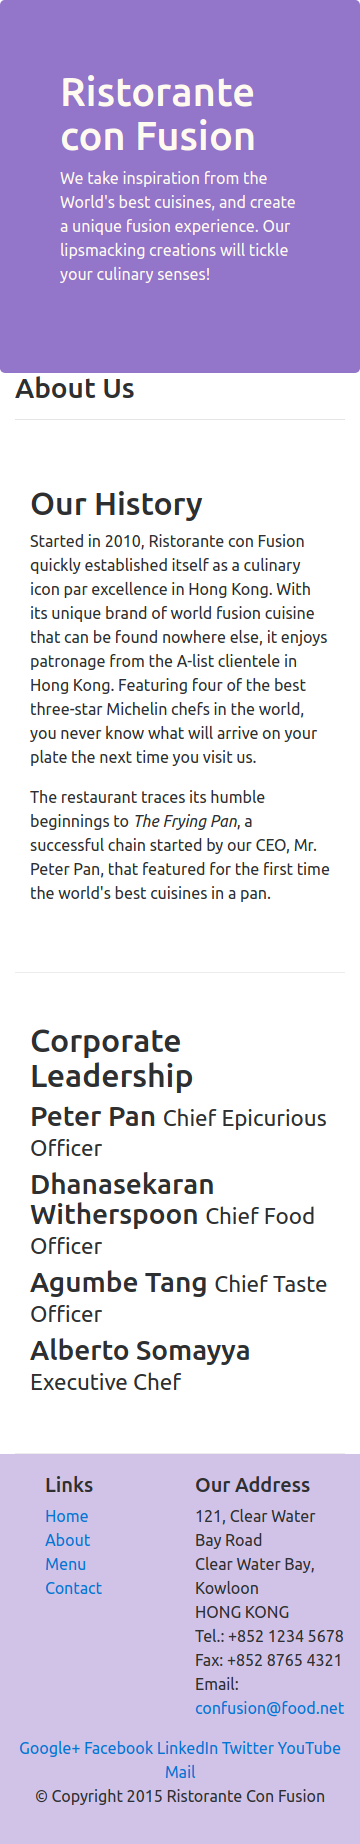 Ristorante
con Fusion
We take inspiration from the
World's best cuisines, and create
a unique fusion experience. Our
lipsmacking creations will tickle
your culinary senses!
About Us
Our History
Started in 2010, Ristorante con Fusion
quickly established itself as a culinary
icon par excellence in Hong Kong. With
its unique brand of world fusion cuisine
that can be found nowhere else, it enjoys
patronage from the A-list clientele in
Hong Kong. Featuring four of the best
three-star Michelin chefs in the world,
you never know what will arrive on your
plate the next time you visit us.
The restaurant traces its humble
beginnings to The Frying Pan, a
successful chain started by our CEO, Mr.
Peter Pan, that featured for the first time
the world's best cuisines in a pan.
Corporate
Leadership
Peter Pan Chief Epicurious
Officer
Dhanasekaran
Witherspoon Chief Food
Officer
Agumbe Tang Chief Taste
Officer
Alberto Somayya
Executive Chef
Links
Home
About
Menu
Contact
Our Address
121, Clear Water
Bay Road
Clear Water Bay,
Kowloon
HONG KONG
Tel.: +852 1234 5678
Fax: +852 8765 4321
Email:
confusion@food.net
Google+ Facebook LinkedIn Twitter YouTube
Mail
© Copyright 2015 Ristorante Con Fusion